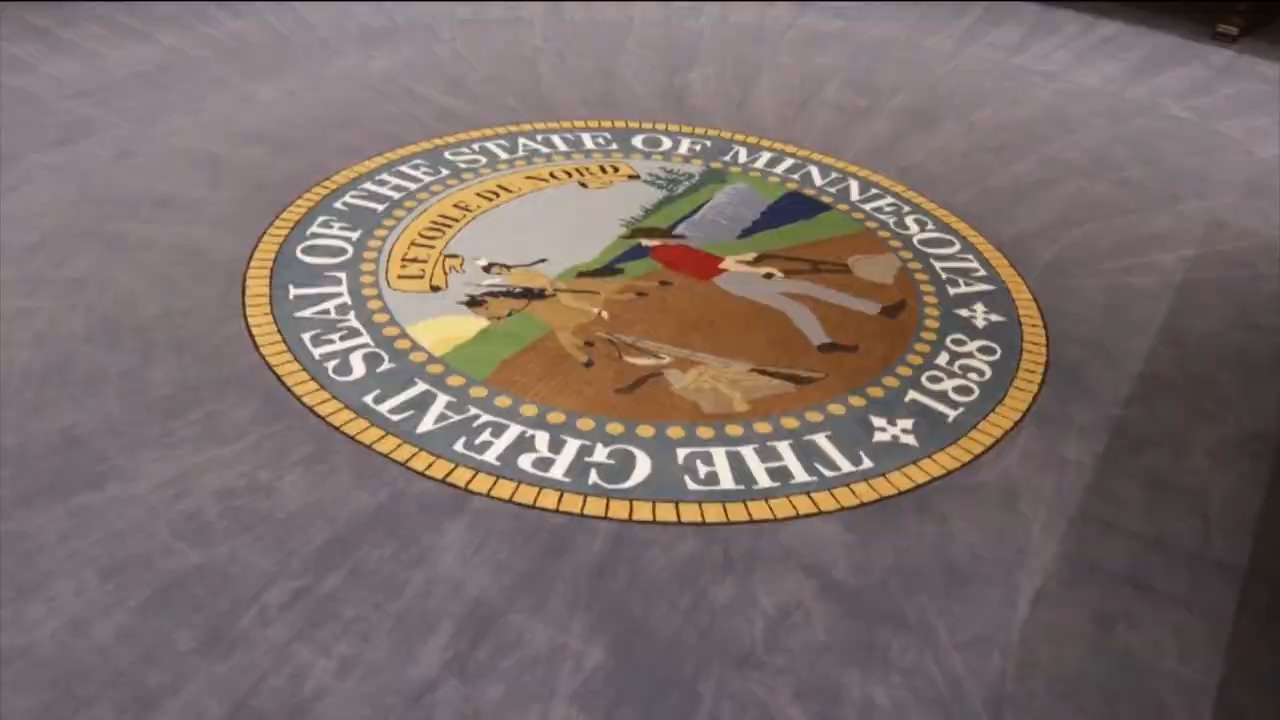 THE GREAT SEAL OF THE STATE OF MINNESOTA
1858
L'ETOILE DU NORD